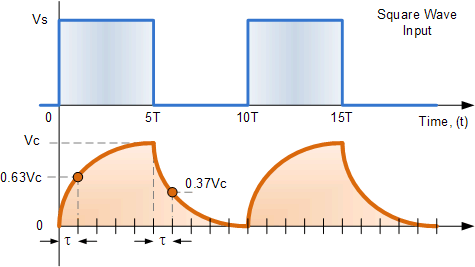 Vs
Square Wave
Input
0
5T
10T
15T
Time, (t)
Vc
0.63Vc
0.37Vc
0
τ
τ